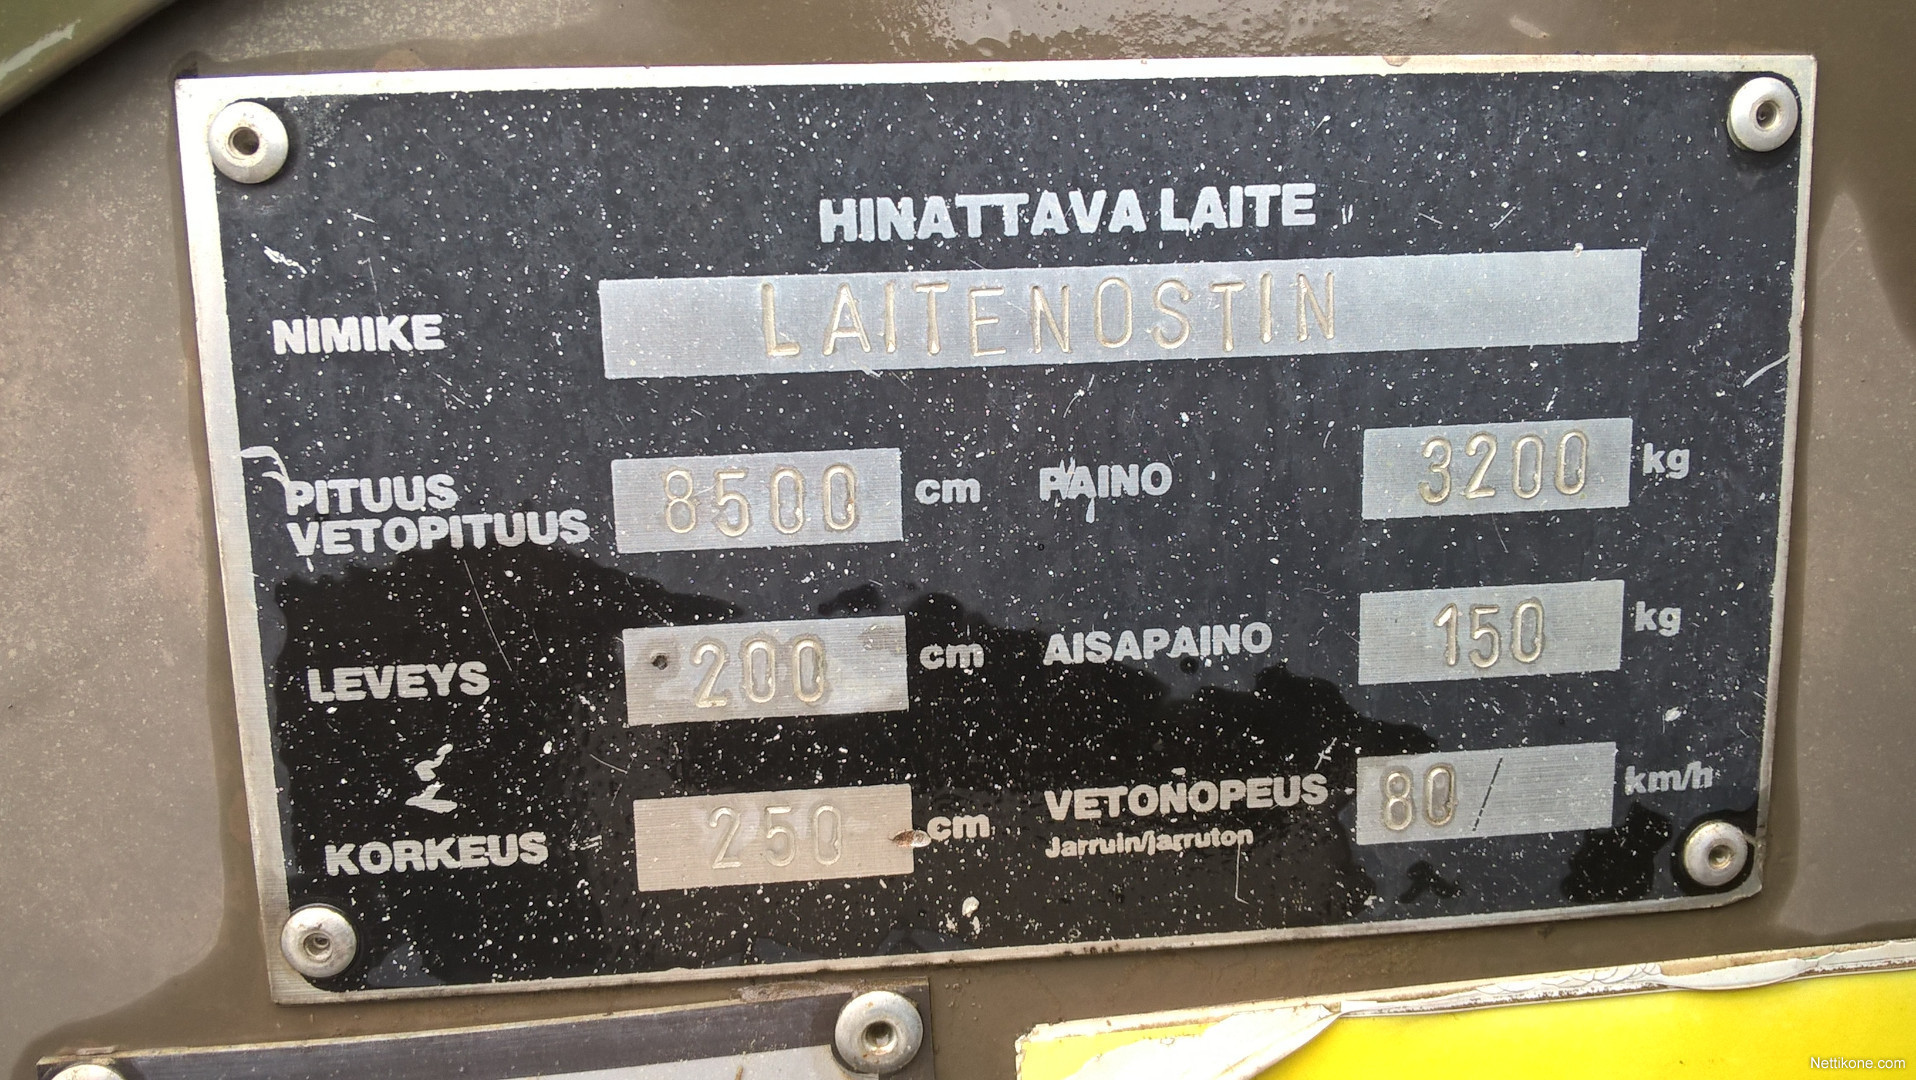 HINATTAVA LAITE
NIMIKE LAITENOSTIN
PITUUS
VETOPITUUS 8500 cm PAINO 3200 kg
LEVEYS 200 cm AISAPAINO 150 kg
KORKEUS 250 cm VETONOPEUS 80/ km/h
Jarruin/jarruton
Nettikone.com